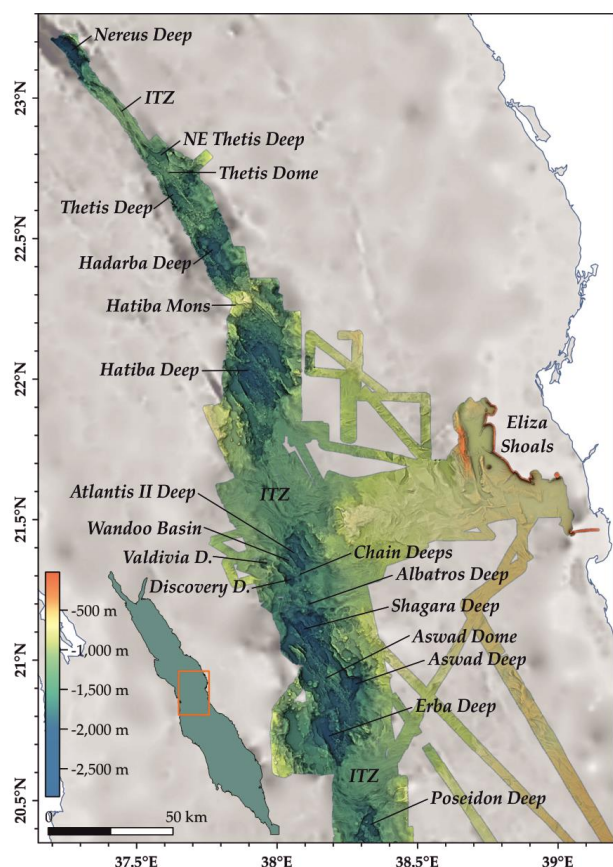 Nereus Deep
23°N
ITZ
NE Thetis Deep
Thetis Dome
Thetis Deep
22.5°N
Hadarba Deep
Hatiba Mons
Hatiba Deep
22°N
Eliza
Shoals
ITZ
Atlantis II Deep
21.5°N
Wandoo Basin
Valdivia D.
Chain Deeps
Discovery D.
Albatros Deep
Shagara Deep
-500 m
Aswad Dome
21°N
-1,000 m
Aswad Deep
-1,500 m
Erba Deep
-2,000 m
-2,500 m
ITZ
Poseidon Deep
20.5°N
0
50 km
37.5°E
38°E
38.5°E
39°E